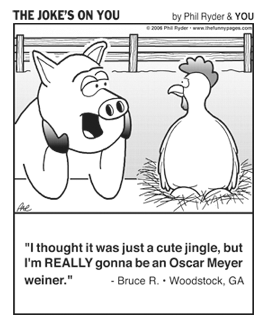 THE JOKE'S ON YOU by Phil Ryder & YOU
© 2006 Phil Ryder • www.thefunnypages.com
PhR
"I thought it was just a cute jingle, but
I'm REALLY gonna be an Oscar Meyer
weiner." - Bruce R. • Woodstock, GA